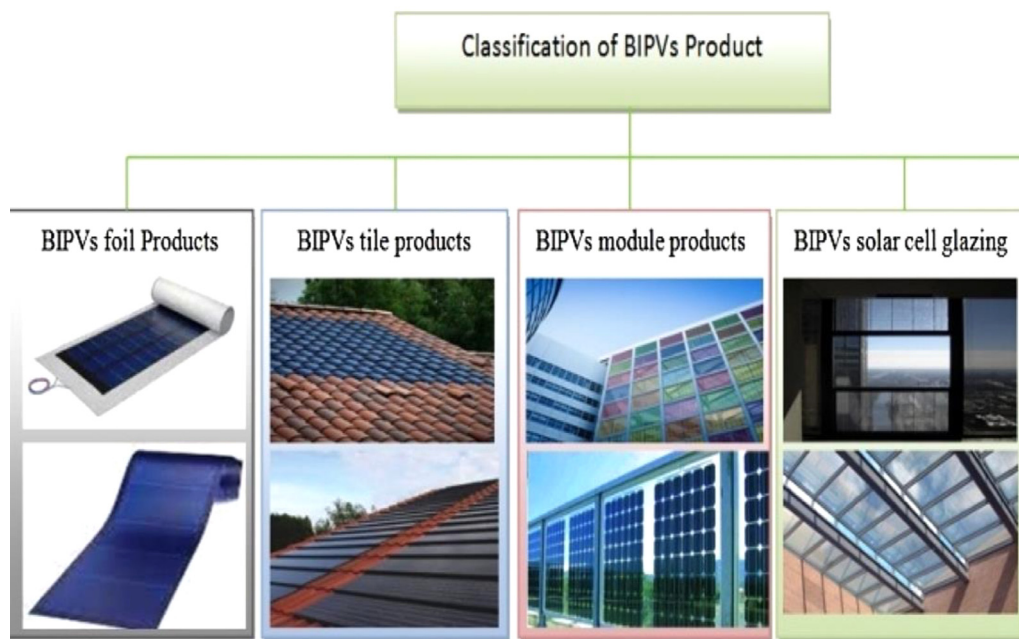 Classification of BIPVs Product
BIPVs foil Products
BIPVs tile products
BIPVs module products
BIPVs solar cell glazing